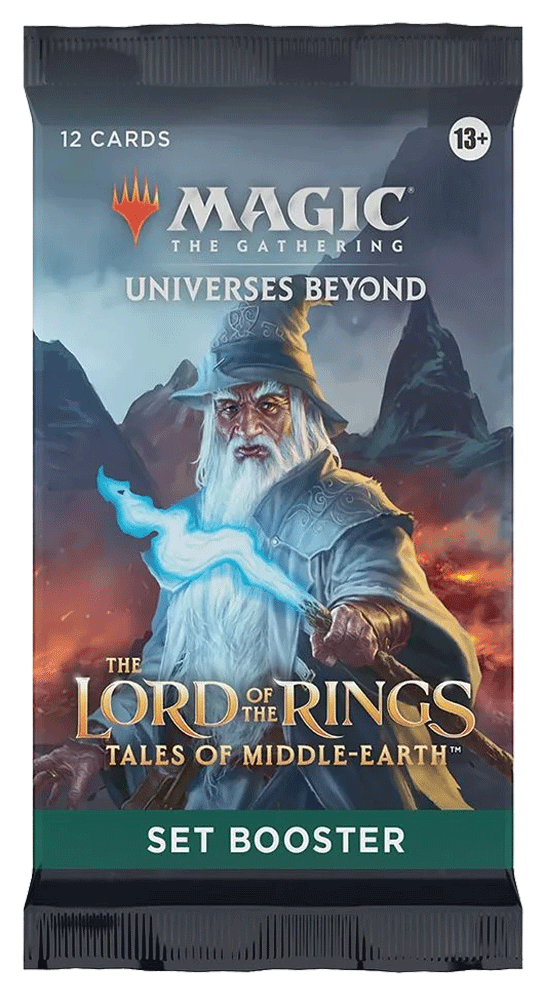 12 CARDS
13+
MAGIC®
THE GATHERING
UNIVERSES BEYOND
THE
LORD OF THE RINGS
TALES OF MIDDLE-EARTH™
SET BOOSTER